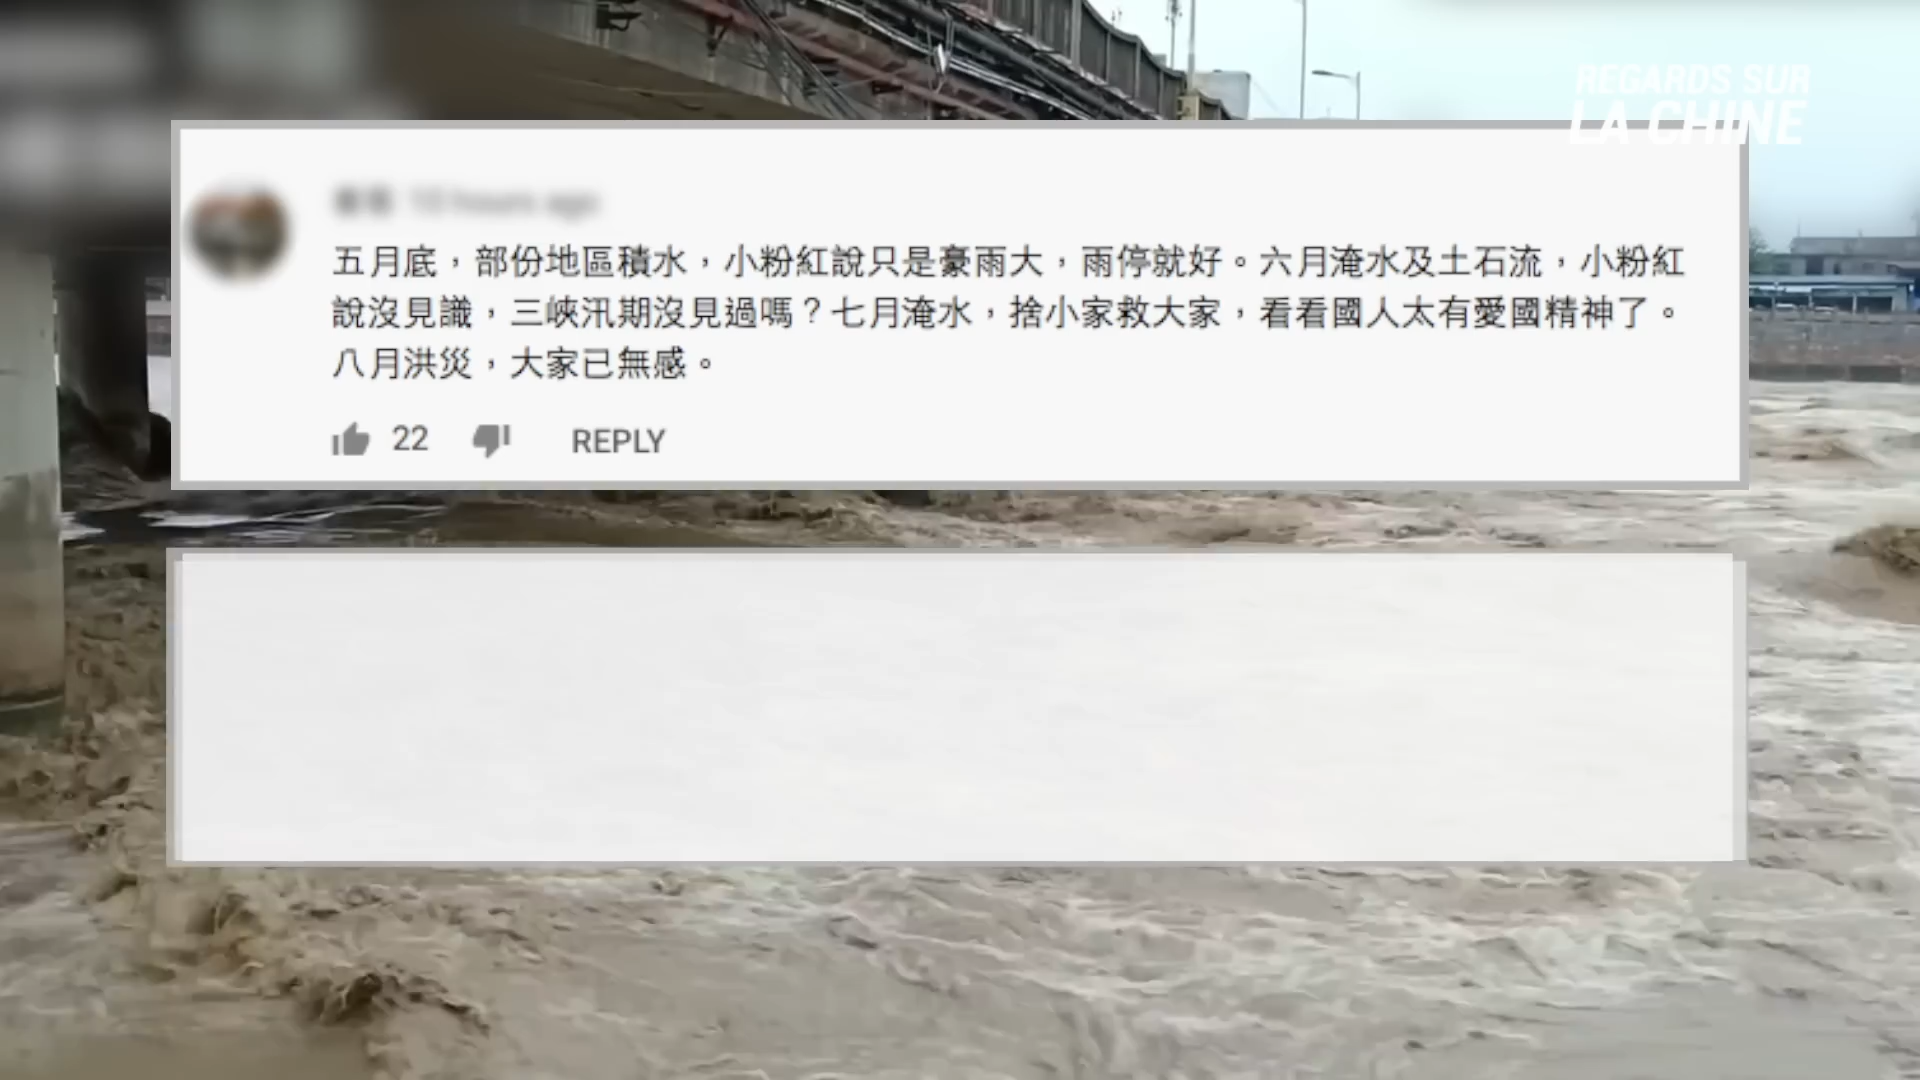 REGARDS SUR
LA CHINE
五月底，部份地區積水，小粉紅說只是豪雨大，雨停就好。六月淹水及土石流，小粉紅
說沒見識，三峽汛期沒見過嗎？七月淹水，捨小家救大家，看看國人太有愛國精神了。
八月洪災，大家已無感。
22 REPLY